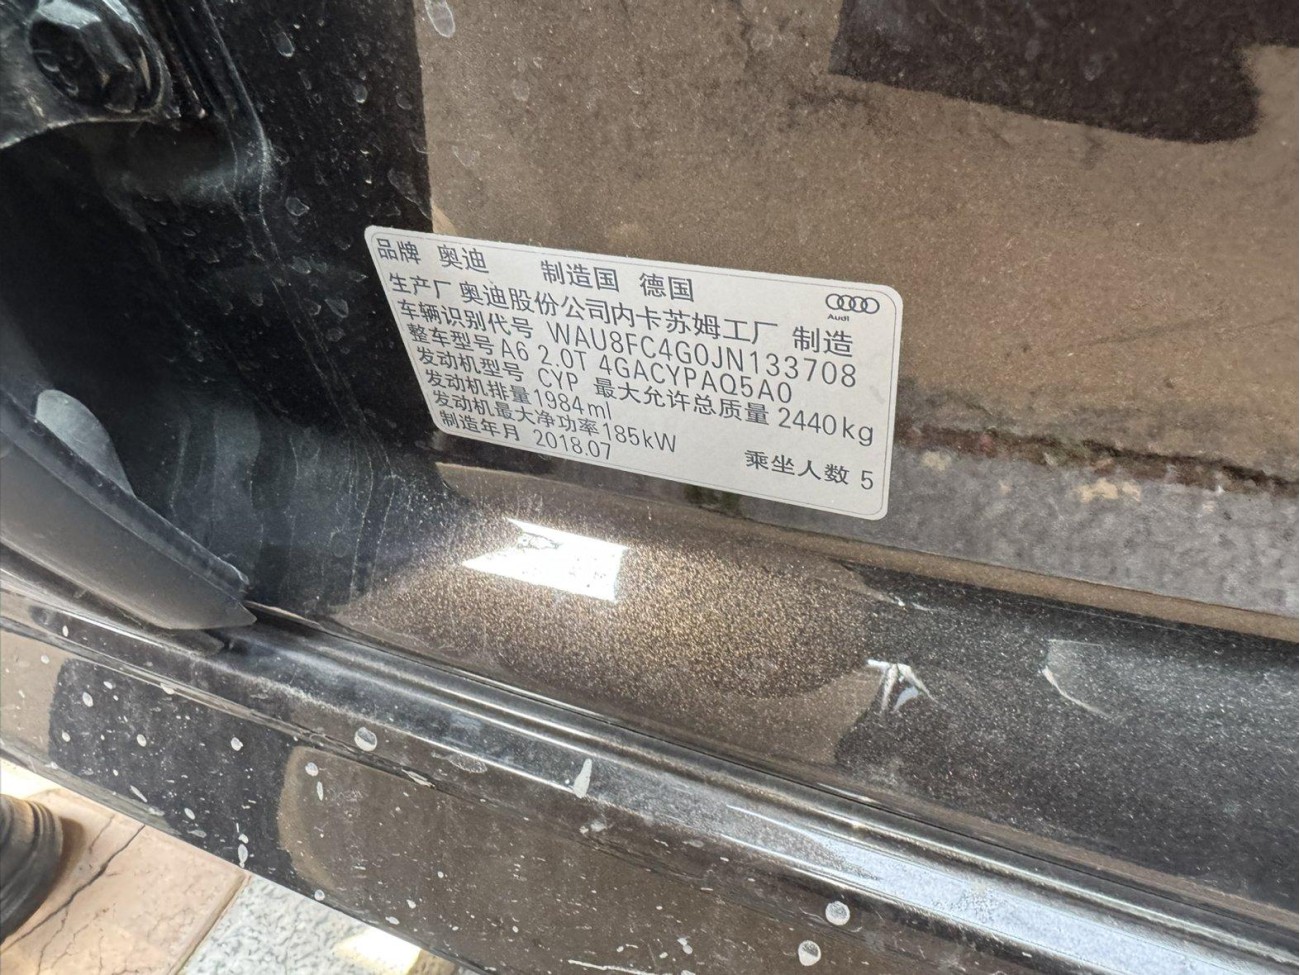 品牌 奥迪 制造国 德国
Audi
生产厂 奥迪股份公司内卡苏姆工厂 制造
车辆识别代号 WAU8FC4G0JN133708
整车型号 A6 2.0T 4GACYPAQ5A0
发动机型号 CYP 最大允许总质量 2440kg
发动机排量 1984ml
发动机最大净功率 185kW 乘坐人数 5
制造年月 2018.07